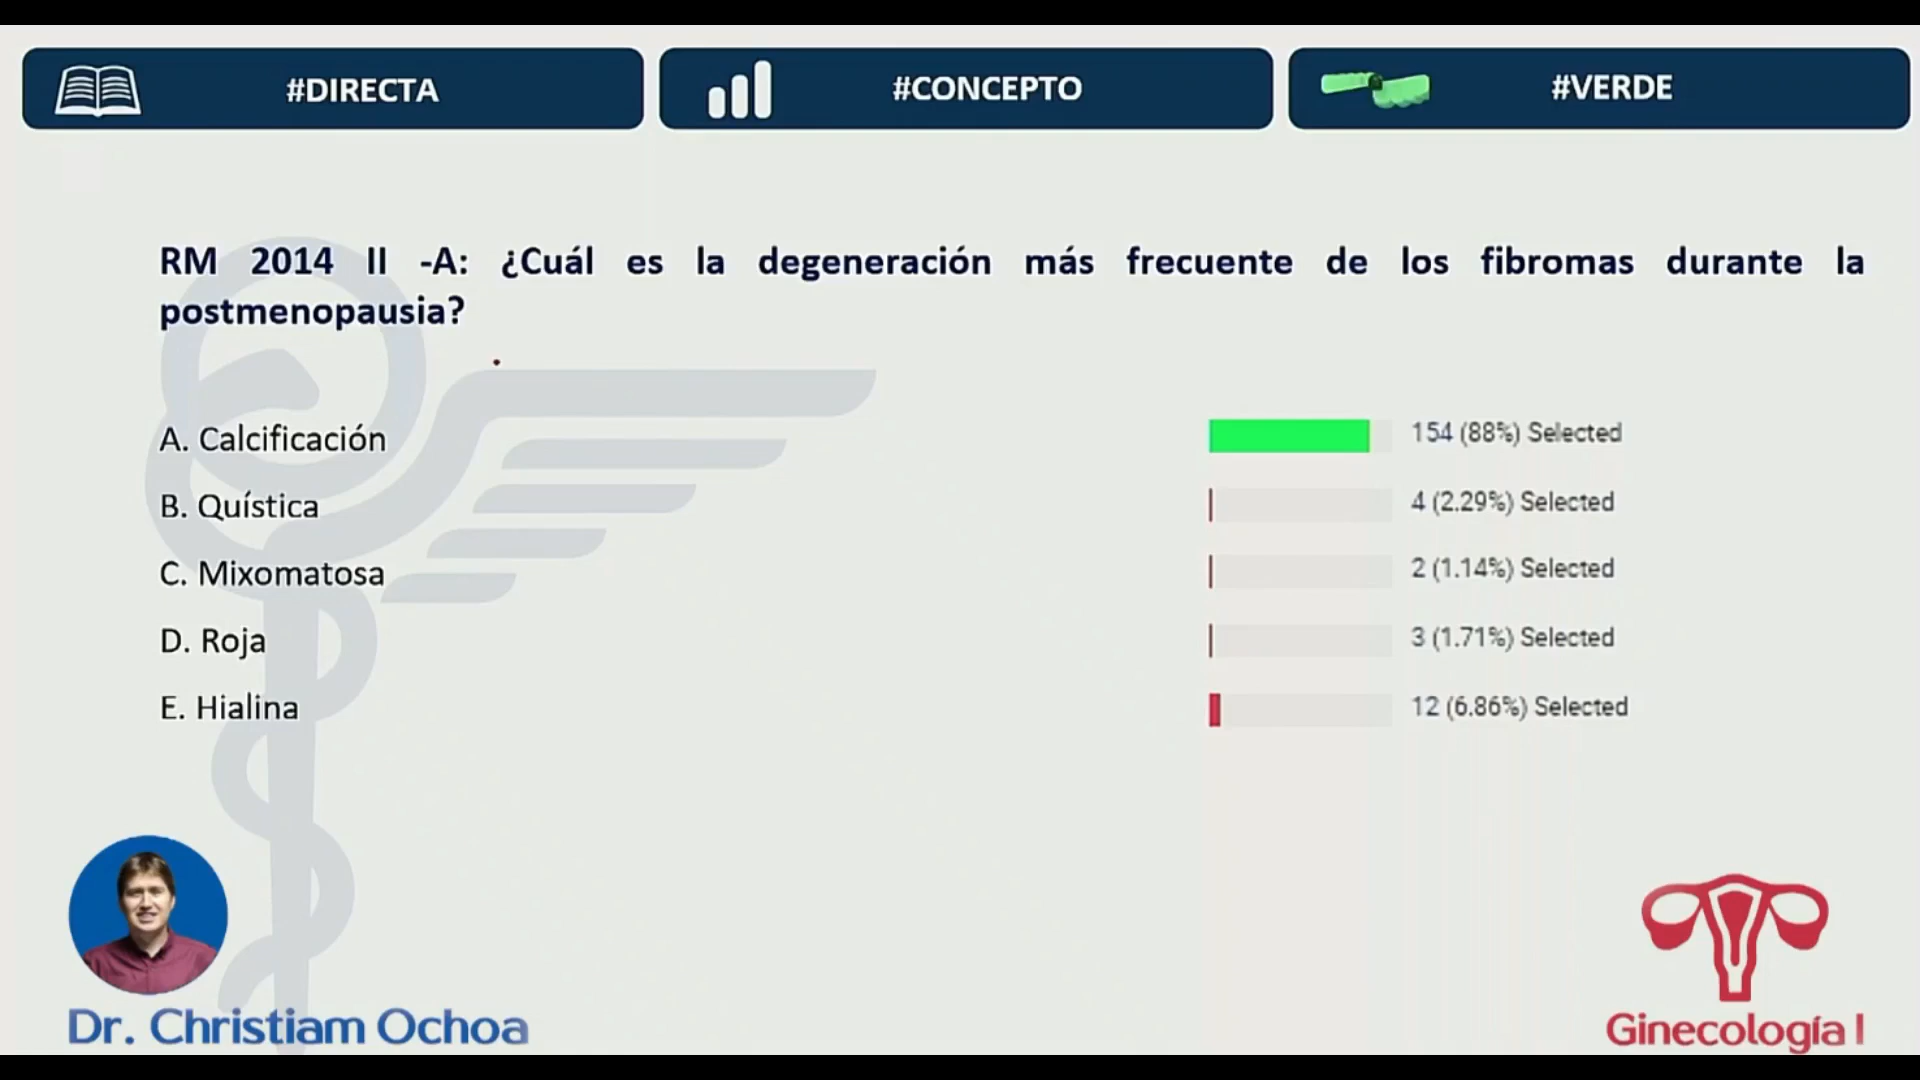 #DIRECTA
#CONCEPTO
#VERDE
RM 2014 II -A: ¿Cuál es la degeneración más frecuente de los fibromas durante la
postmenopausia?
A. Calcificación
154 (88%) Selected
B. Quística
4 (2.29%) Selected
C. Mixomatosa
2 (1.14%) Selected
D. Roja
3 (1.71%) Selected
E. Hialina
12 (6.86%) Selected
Dr. Christiam Ochoa
Ginecología I